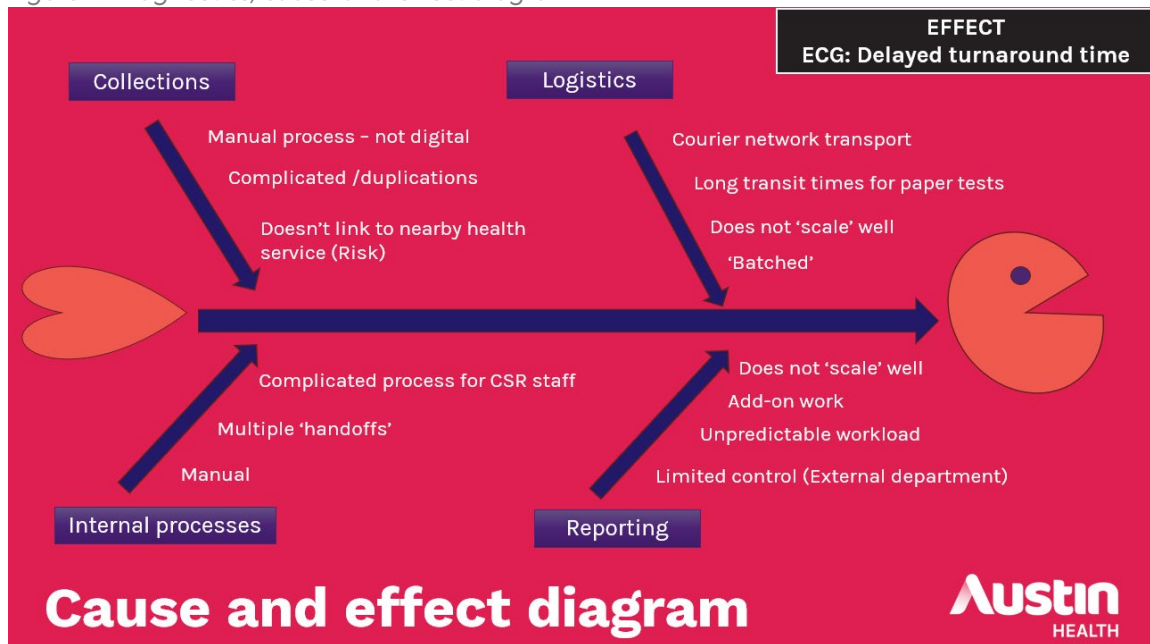 EFFECT
ECG: Delayed turnaround time
Collections
Manual process – not digital
Complicated /duplications
Doesn't link to nearby health
service (Risk)
Logistics
Courier network transport
Long transit times for paper tests
Does not 'scale' well
'Batched'
Complicated process for CSR staff
Multiple 'handoffs'
Manual
Internal processes
Does not 'scale' well
Add-on work
Unpredictable workload
Limited control (External department)
Reporting
Cause and effect diagram
Austin
HEALTH